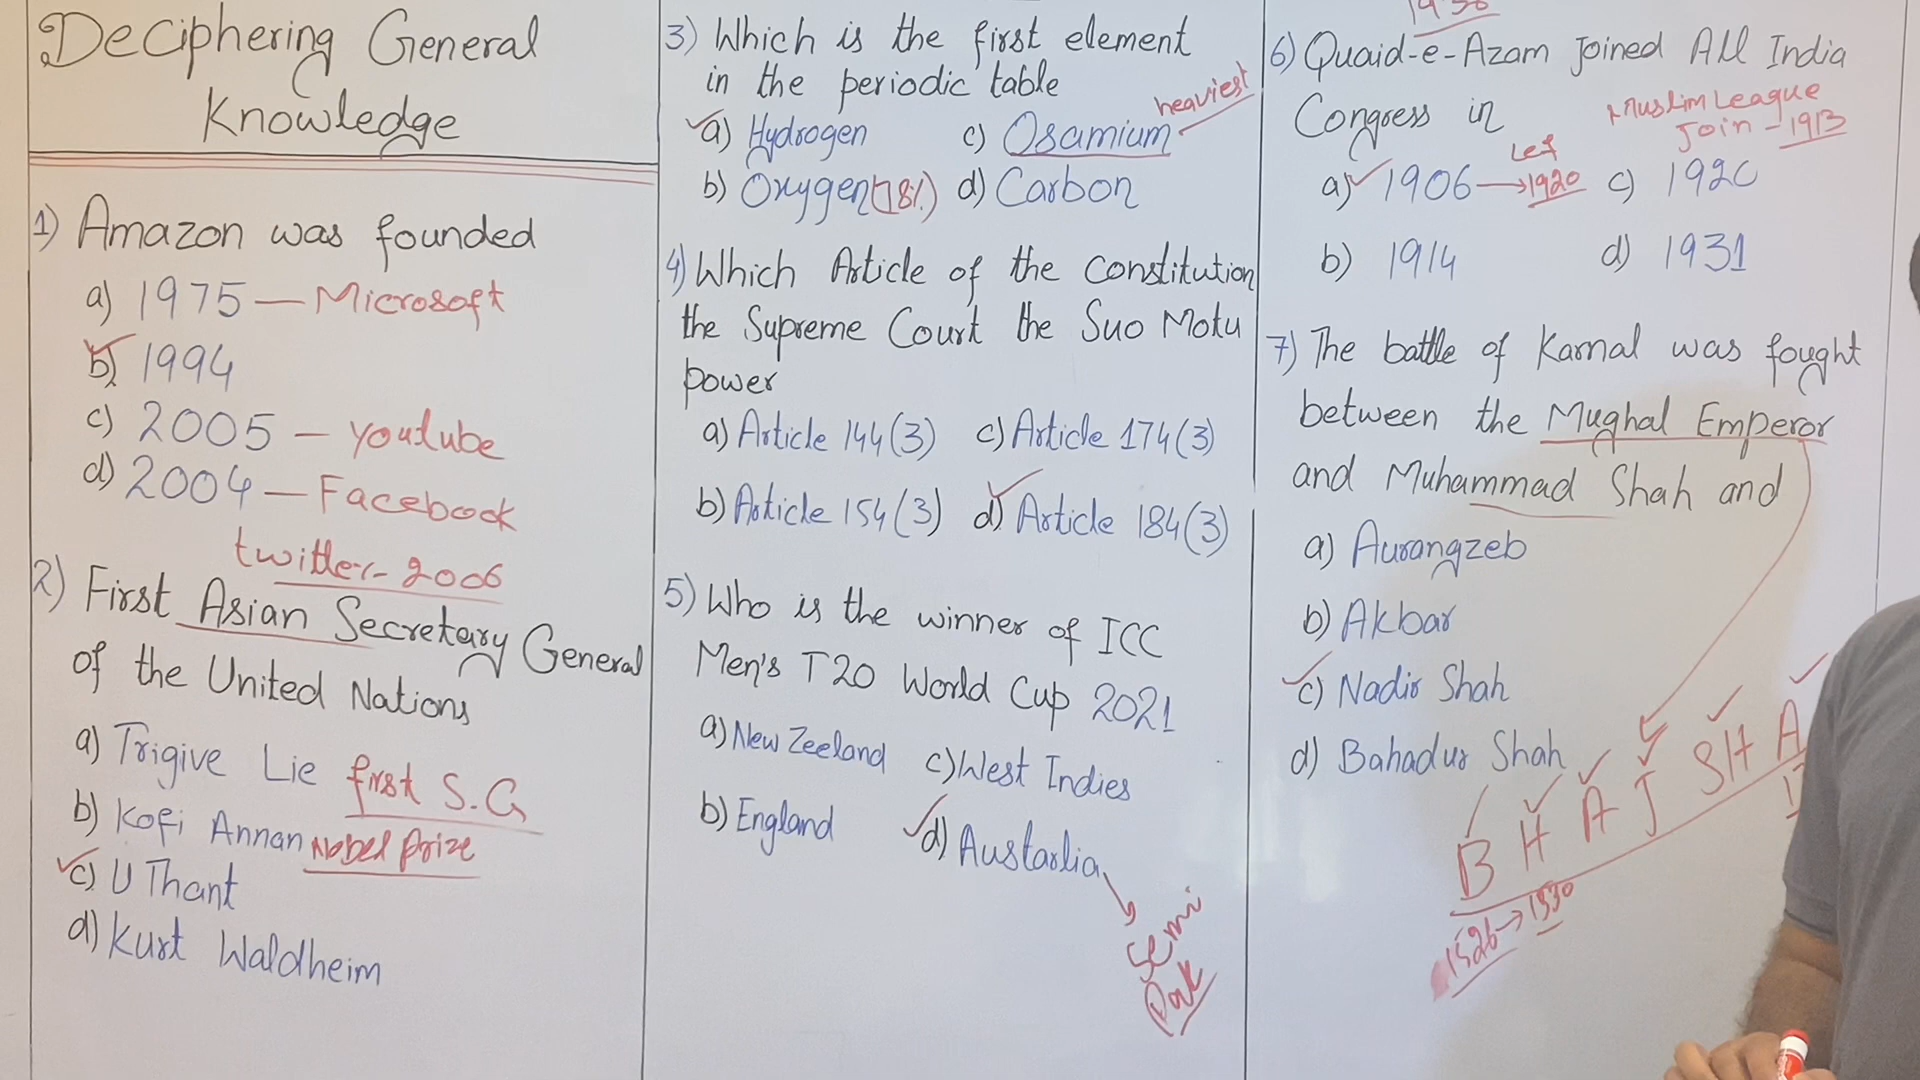 Deciphering General
Knowledge
1) Amazon was founded
a) 1975 — Microsoft
b) 1994
c) 2005 — youtube
d) 2004 — Facebook
twitter - 2006
2) First Asian Secretary General
of the United Nations
a) Trigive Lie first S.G
b) Kofi Annan Nobel Prize
c) U Thant
d) Kurt Waldheim
3) Which is the first element
in the periodic table
heaviest
a) Hydrogen c) Osamium
b) Oxygen d) Carbon
4) Which Article of the constitution
the Supreme Court the Suo Motu
power
a) Article 144(3) c) Article 174(3)
b) Article 154(3) d) Article 184(3)
5) Who is the winner of ICC
Men's T20 World Cup 2021
a) New Zeeland c) West Indies
b) England d) Austarlia
Semi
Pak
6) Quaid-e-Azam joined All India
Congress in
Muslim League
Join - 1913
a) 1906 → 1920 c) 1920
b) 1914 d) 1931
7) The battle of Karnal was fought
between the Mughal Emperor
and Muhammad Shah and
a) Aurangzeb
b) Akbar
c) Nadir Shah
d) Bahadur Shah
B H A J SH A
1526 → 1530